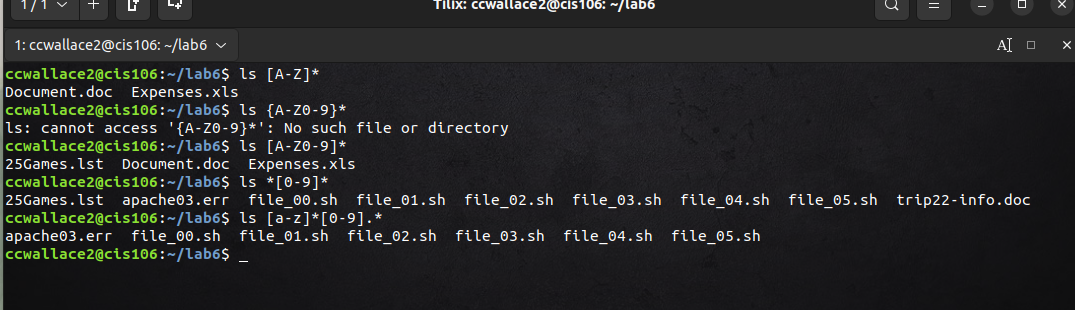 1 / 1
Tilix: ccwallace2@cis106: ~/lab6
1: ccwallace2@cis106: ~/lab6
ccwallace2@cis106:~/lab6$ ls [A-Z]*
Document.doc  Expenses.xls
ccwallace2@cis106:~/lab6$ ls {A-Z0-9}*
ls: cannot access '{A-Z0-9}*': No such file or directory
ccwallace2@cis106:~/lab6$ ls [A-Z0-9]*
25Games.lst  Document.doc  Expenses.xls
ccwallace2@cis106:~/lab6$ ls *[0-9]*
25Games.lst  apache03.err  file_00.sh  file_01.sh  file_02.sh  file_03.sh  file_04.sh  file_05.sh  trip22-info.doc
ccwallace2@cis106:~/lab6$ ls [a-z]*[0-9].*
apache03.err  file_00.sh  file_01.sh  file_02.sh  file_03.sh  file_04.sh  file_05.sh
ccwallace2@cis106:~/lab6$ _